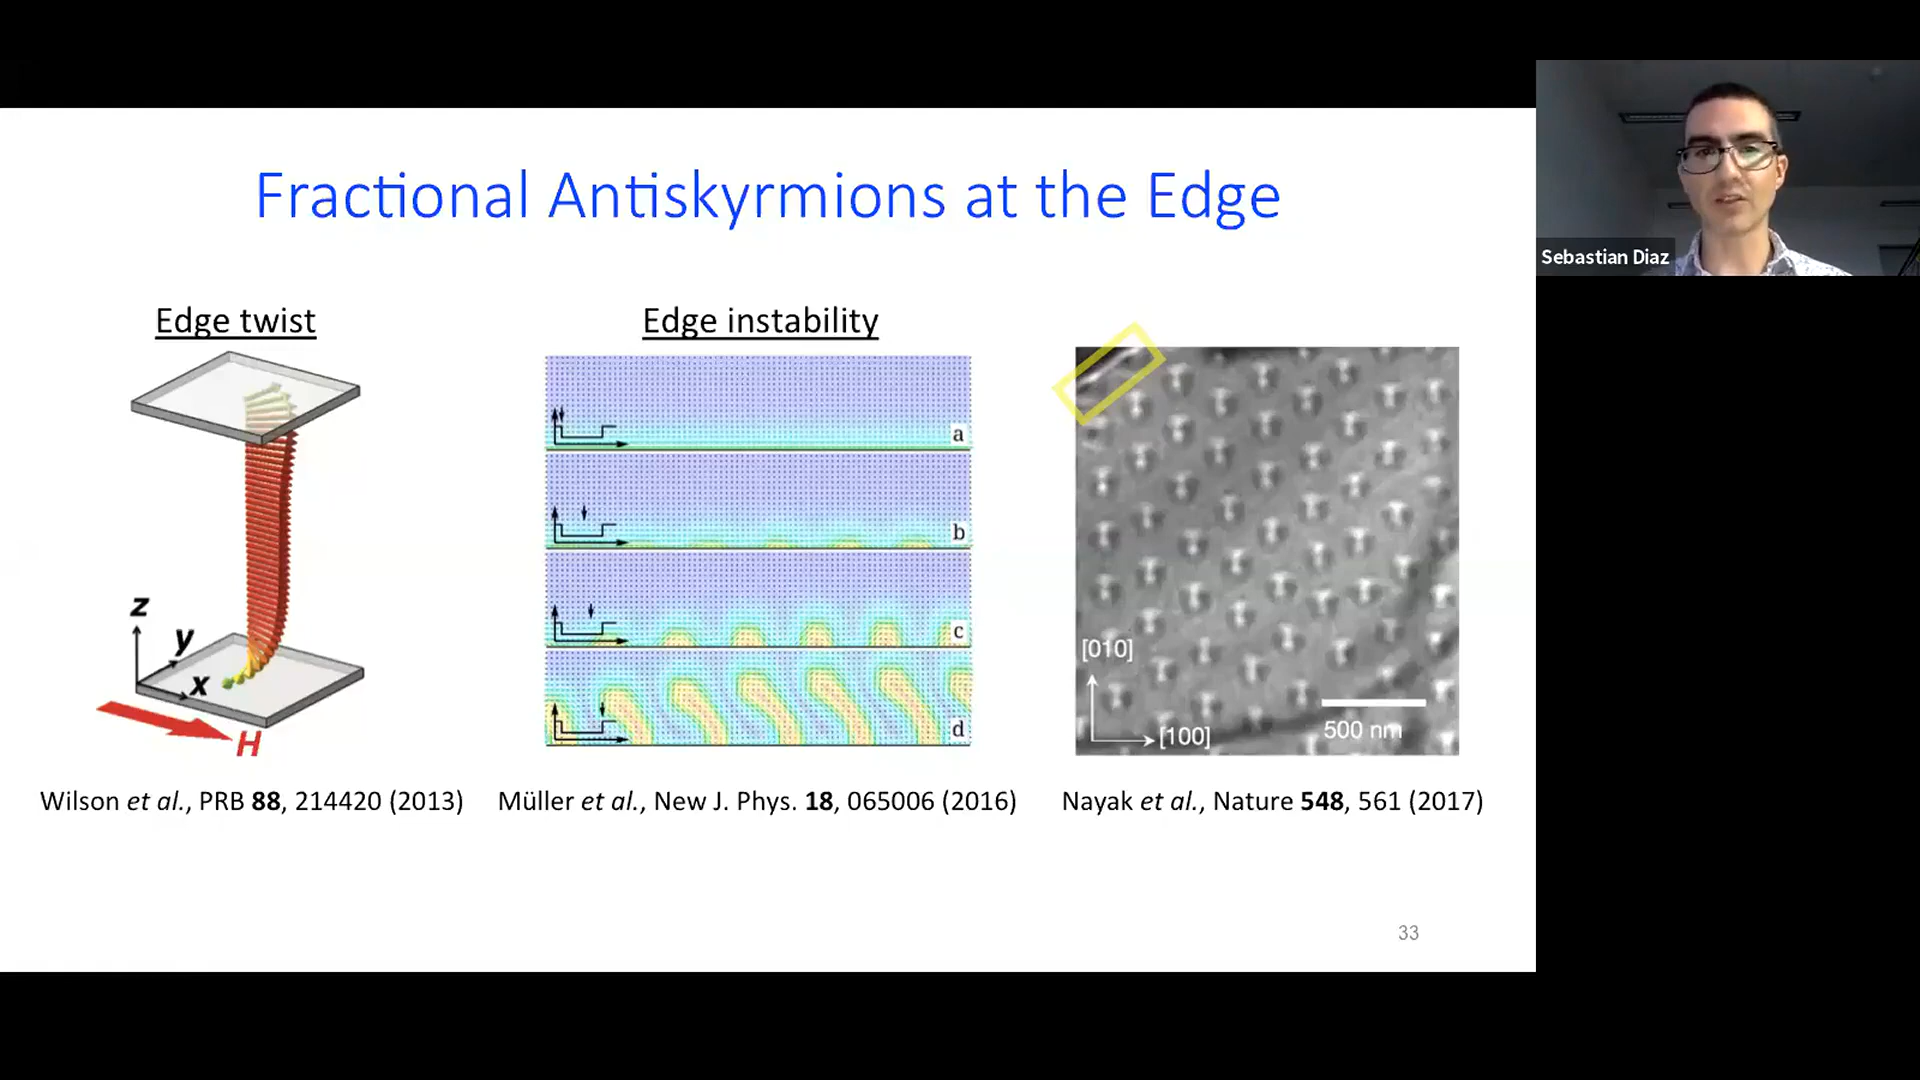 Fractional Antiskyrmions at the Edge
Sebastian Diaz
Edge twist
Edge instability
z
y
x
H
a
b
c
d
[010]
[100]
500 nm
Wilson et al., PRB 88, 214420 (2013)
Müller et al., New J. Phys. 18, 065006 (2016)
Nayak et al., Nature 548, 561 (2017)
33